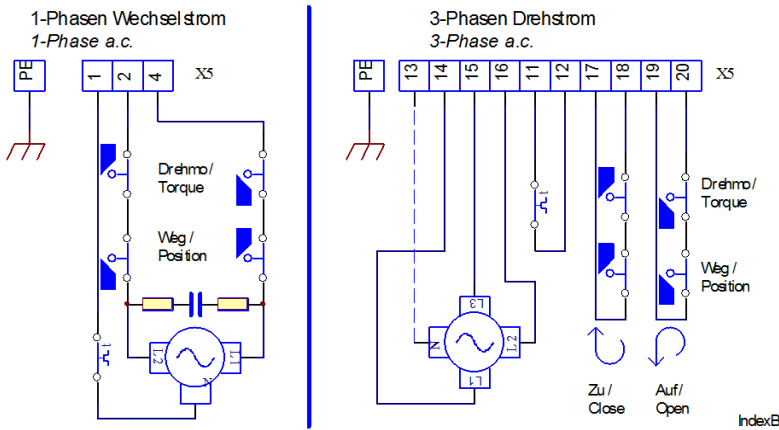 1-Phasen Wechselstrom
1-Phase a.c.
PE
1
2
4
X5
Drehmo/
Torque
Weg /
Position
t
L2
L1
N
3-Phasen Drehstrom
3-Phase a.c.
PE
13
14
15
16
11
12
17
18
19
20
X5
t
Drehmo/
Torque
Weg /
Position
L3
N
L2
L1
Zu /
Close
Auf /
Open
IndexB